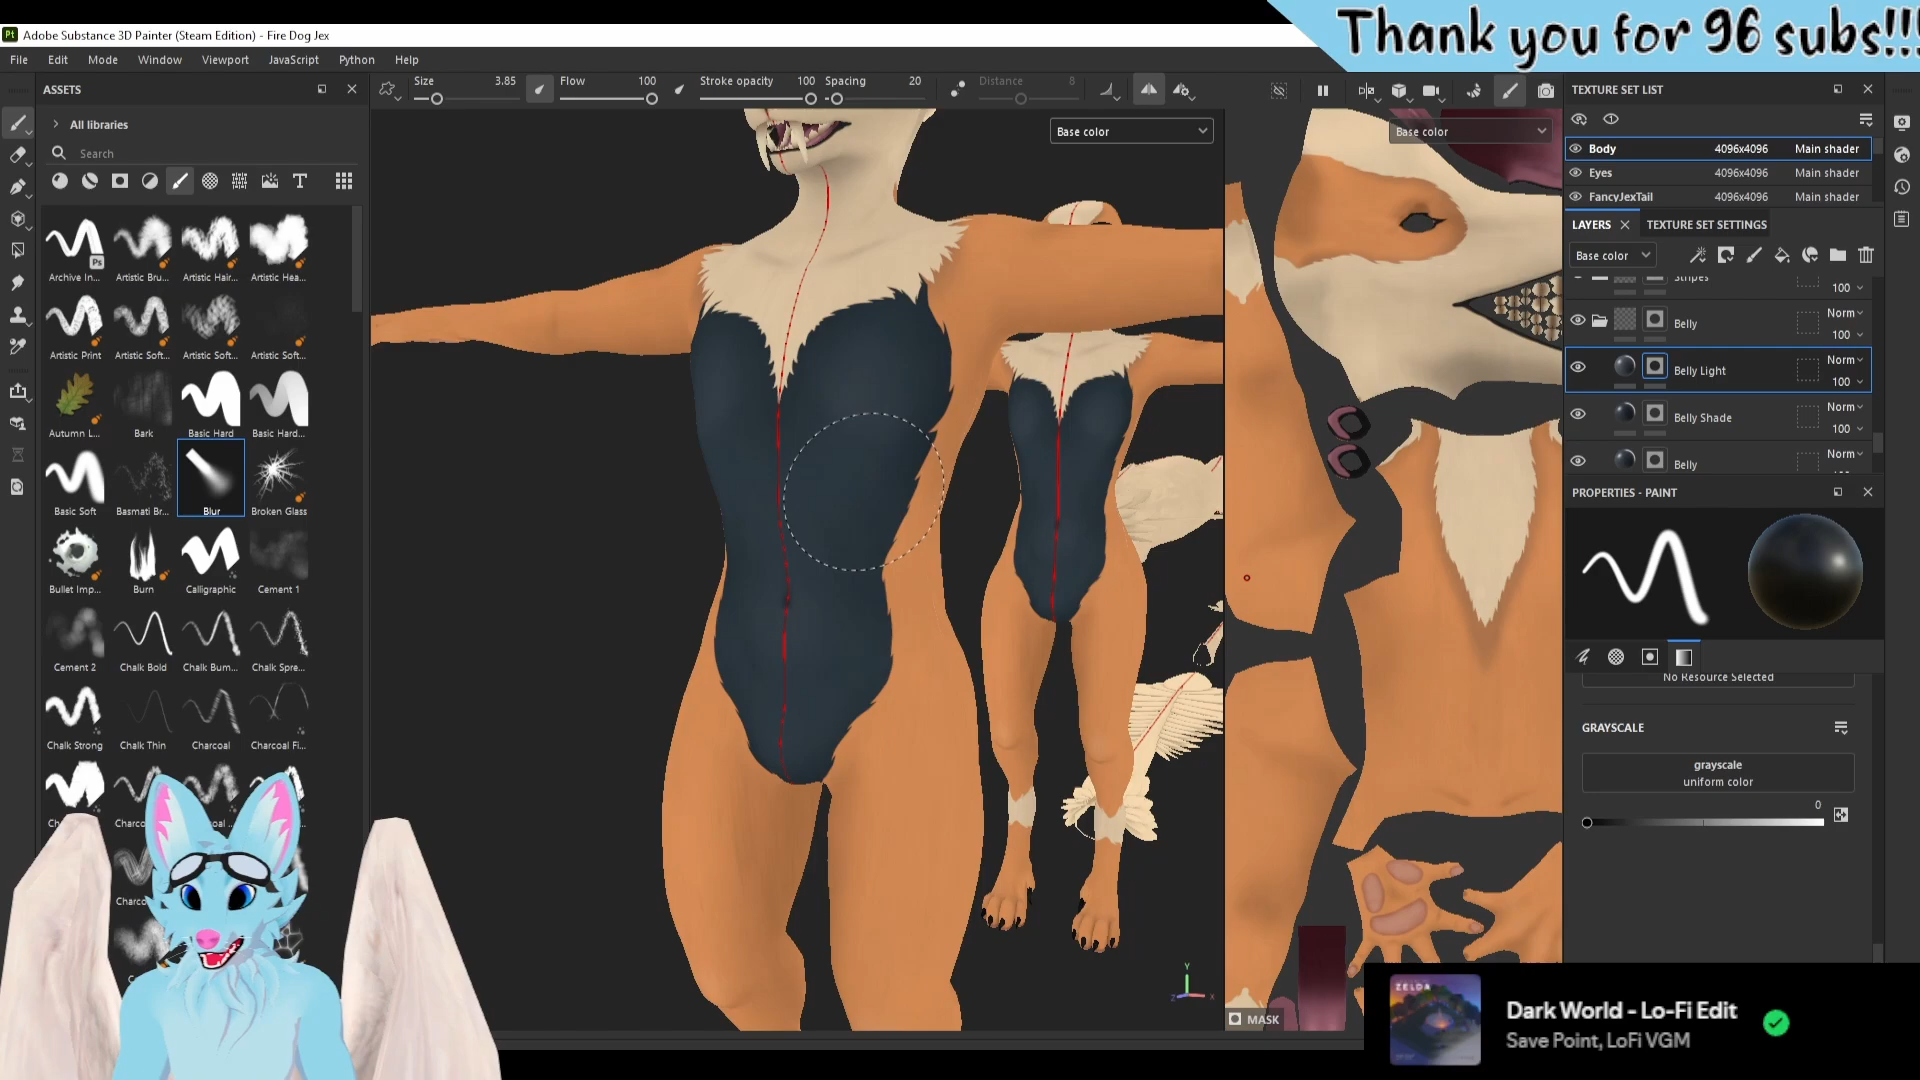 Thank you for 96 subs!!!
Adobe Substance 3D Painter (Steam Edition) - Fire Dog Jex
File Edit Mode Window Viewport JavaScript Python Help
ASSETS
Size 3.85 Flow 100 Stroke opacity 100 Spacing 20 Distance 8
All libraries
Search
Base color
Base color
Archive In... Artistic Bru... Artistic Hair... Artistic Hea...
Artistic Print Artistic Soft... Artistic Sof... Artistic Soft...
Autumn L... Bark Basic Hard Basic Hard...
Basic Soft Basmati Br... Blur Broken Glass
Bullet Imp... Burn Calligraphic Cement 1
Cement 2 Chalk Bold Chalk Bum... Chalk Spre...
Chalk Strong Chalk Thin Charcoal Charcoal Fi...
TEXTURE SET LIST
Body 4096x4096 Main shader
Eyes 4096x4096 Main shader
FancyJexTail 4096x4096 Main shader
LAYERS TEXTURE SET SETTINGS
Base color
Stripes
100
Belly Norm
100
Belly Light Norm
100
Belly Shade Norm
100
Belly Norm
PROPERTIES - PAINT
No Resource Selected
GRAYSCALE
grayscale
uniform color
0
Y
X
MASK
ZELDA
Dark World - Lo-Fi Edit
Save Point, LoFi VGM